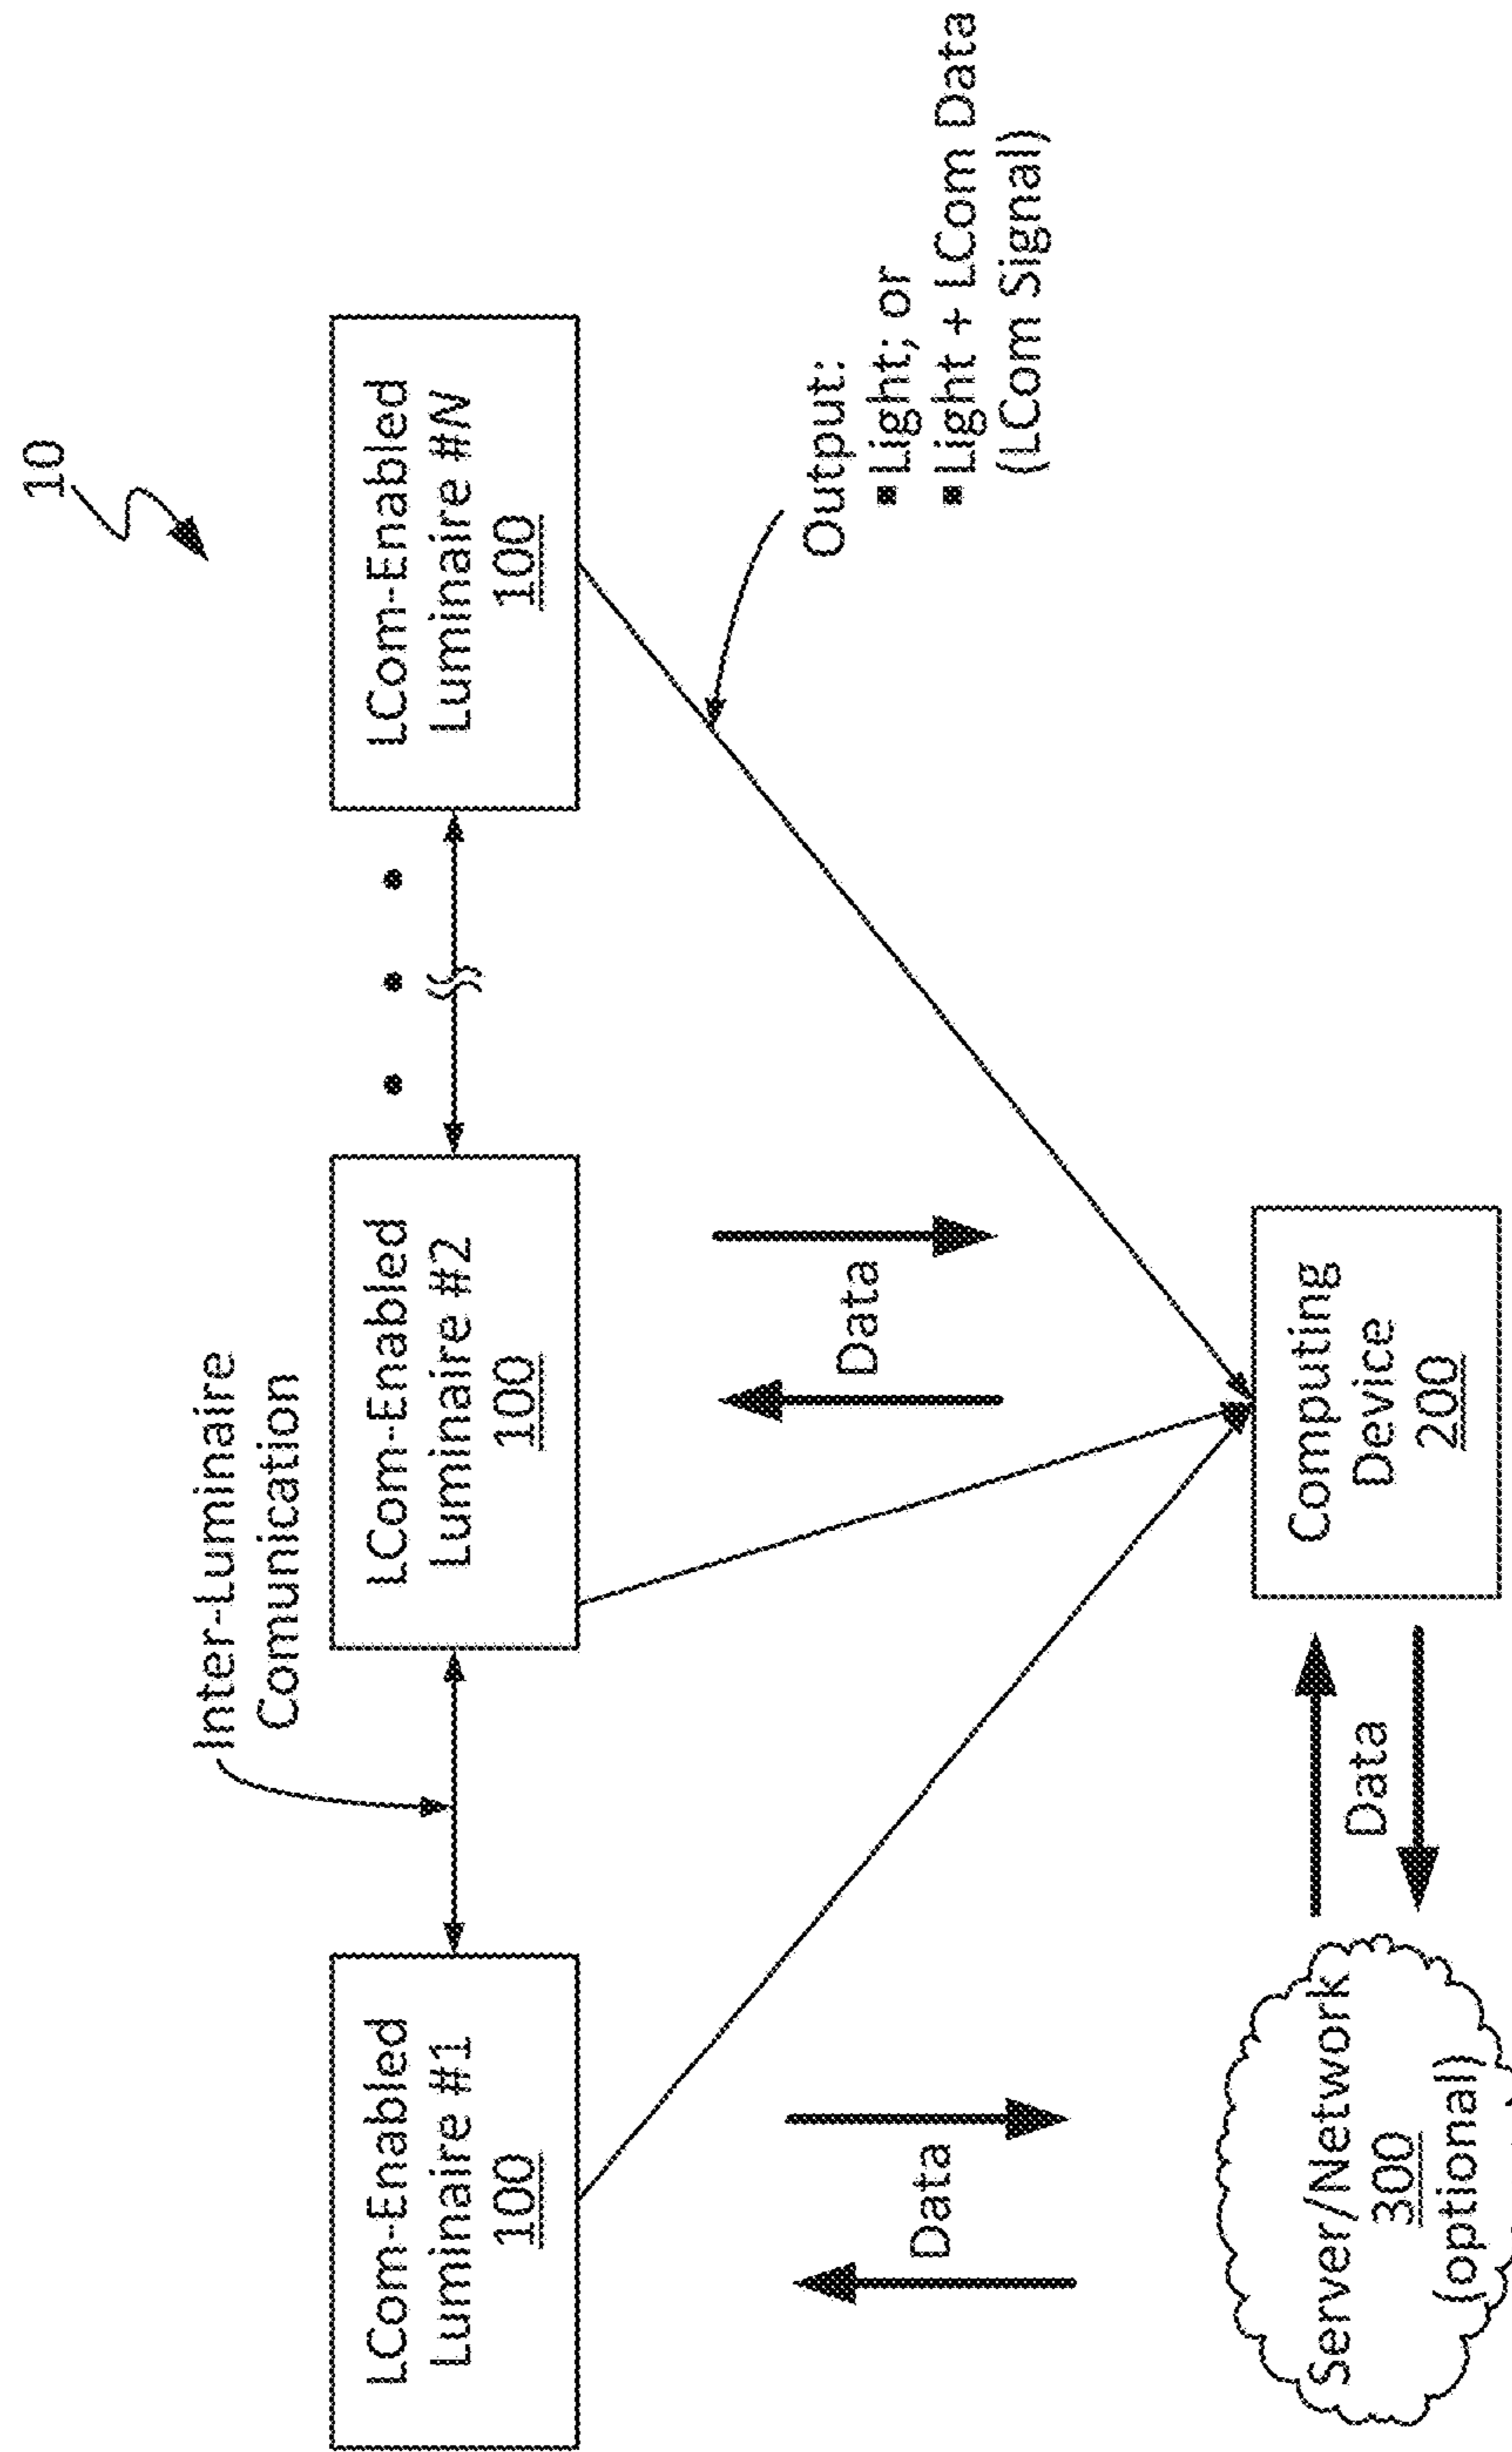 10
Inter-Luminaire
Comunication
LCom-Enabled
Luminaire #1
100
LCom-Enabled
Luminaire #2
100
LCom-Enabled
Luminaire #N
100
Output:
▪Light; or
▪Light + LCom Data
(LCom Signal)
Data
Data
Server/Network
300
(optional)
Data
Computing
Device
200